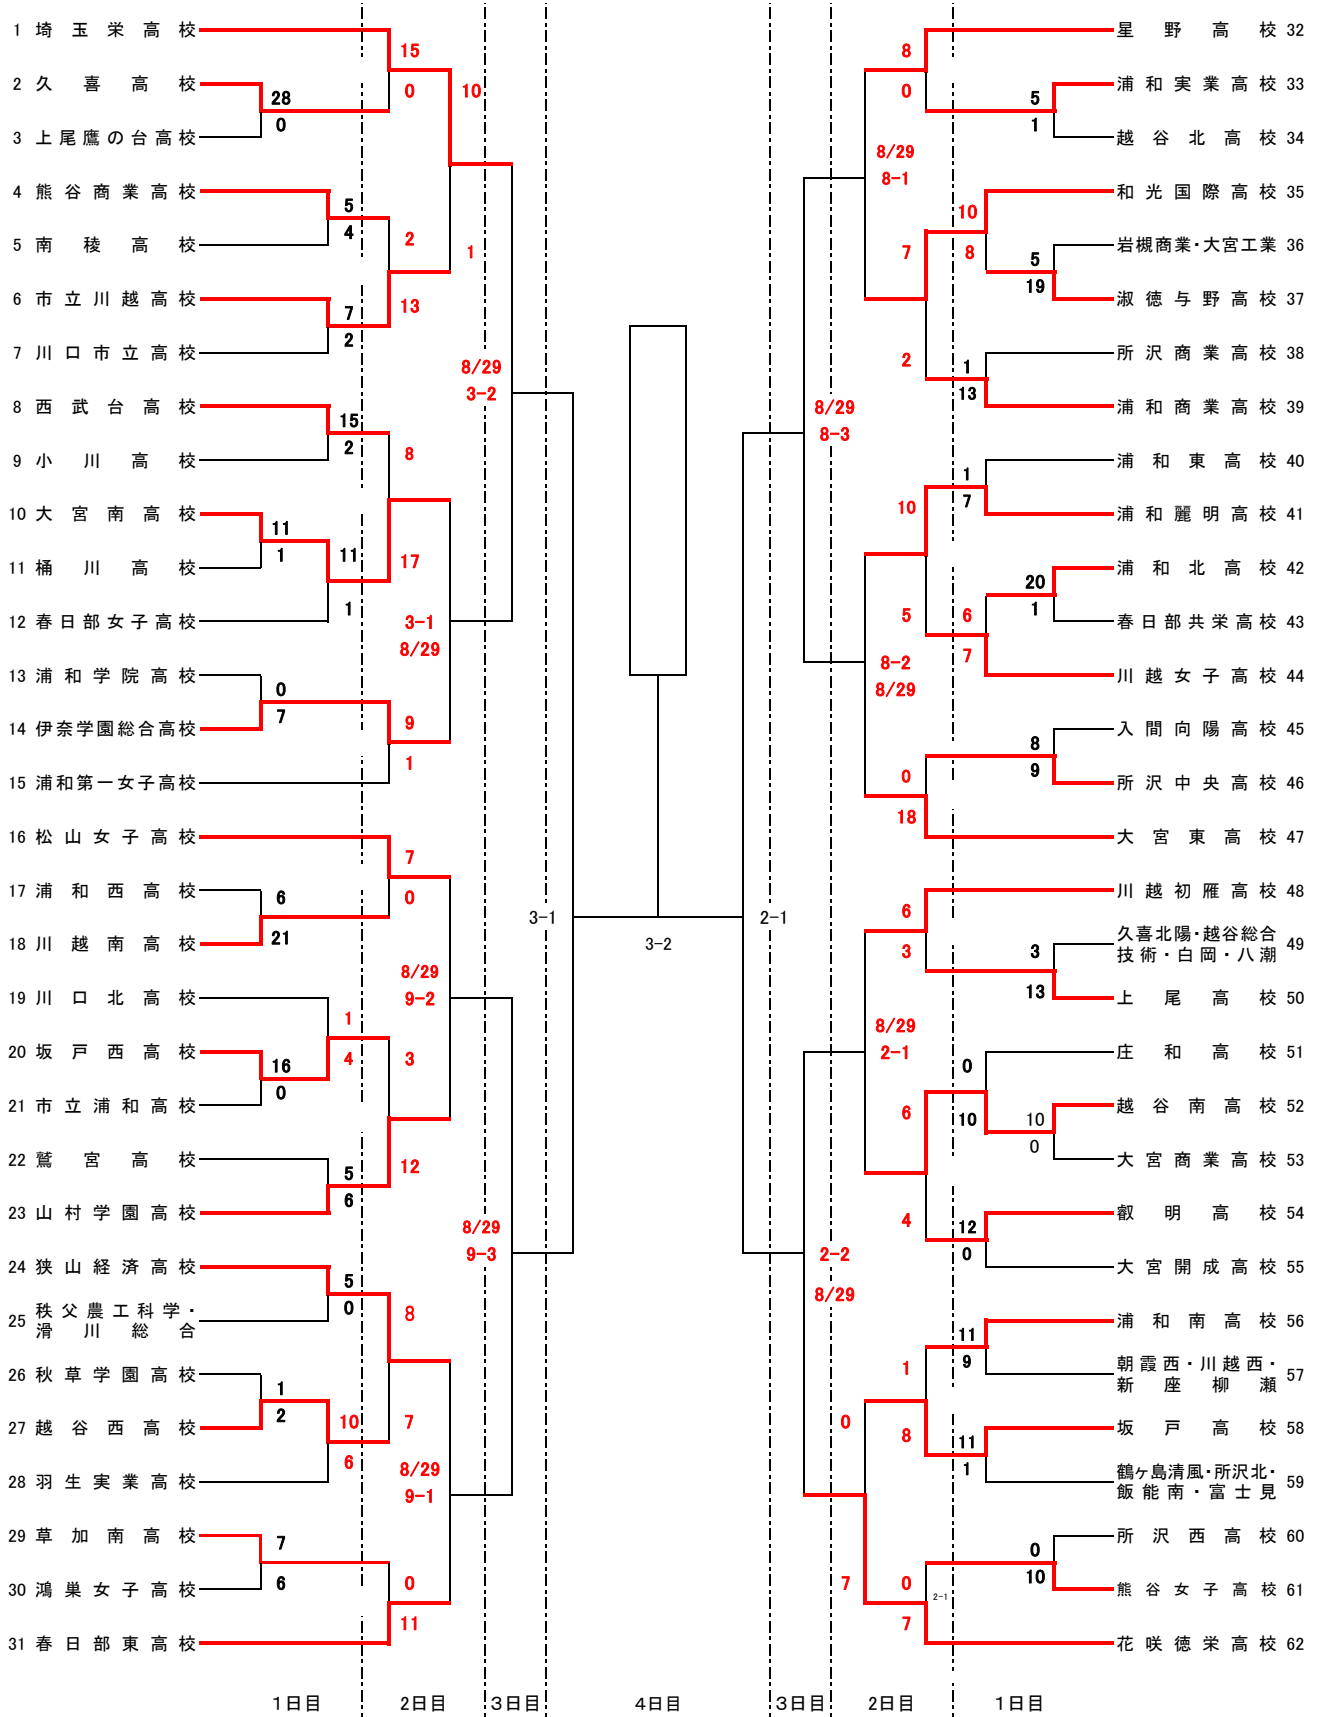 1 埼玉栄高校
2 久喜高校
3 上尾鷹の台高校
4 熊谷商業高校
5 南稜高校
6 市立川越高校
7 川口市立高校
8 西武台高校
9 小川高校
10 大宮南高校
11 桶川高校
12 春日部女子高校
13 浦和学院高校
14 伊奈学園総合高校
15 浦和第一女子高校
16 松山女子高校
17 浦和西高校
18 川越南高校
19 川口北高校
20 坂戸西高校
21 市立浦和高校
22 鷲宮高校
23 山村学園高校
24 狭山経済高校
25 秩父農工科学・
滑川総合
26 秋草学園高校
27 越谷西高校
28 羽生実業高校
29 草加南高校
30 鴻巣女子高校
31 春日部東高校
28
0
5
4
7
2
15
2
11
1
11
1
0
7
6
21
1
4
16
0
5
6
5
0
1
2
10
6
7
6
15
0
2
13
8
17
9
1
7
0
3
12
8
7
0
11
10
1
3-1
8/29
8/29
9-2
8/29
9-1
8/29
3-2
8/29
9-3
3-1
3-2
2-1
8/29
8-3
2-2
8/29
8/29
8-1
8-2
8/29
8/29
2-1
0
7
8
0
7
2
10
5
0
18
6
3
6
4
1
8
0
7
2-1
5
1
10
8
5
19
1
13
1
7
20
1
6
7
8
9
3
13
0
10
10
0
12
0
11
9
11
1
0
10
星野高校 32
浦和実業高校 33
越谷北高校 34
和光国際高校 35
岩槻商業・大宮工業 36
淑徳与野高校 37
所沢商業高校 38
浦和商業高校 39
浦和東高校 40
浦和麗明高校 41
浦和北高校 42
春日部共栄高校 43
川越女子高校 44
入間向陽高校 45
所沢中央高校 46
大宮東高校 47
川越初雁高校 48
久喜北陽・越谷総合
技術・白岡・八潮 49
上尾高校 50
庄和高校 51
越谷南高校 52
大宮商業高校 53
叡明高校 54
大宮開成高校 55
浦和南高校 56
朝霞西・川越西・
新座柳瀬 57
坂戸高校 58
鶴ヶ島清風・所沢北・
飯能南・富士見 59
所沢西高校 60
熊谷女子高校 61
花咲徳栄高校 62
1日目 2日目 3日目 4日目 3日目 2日目 1日目